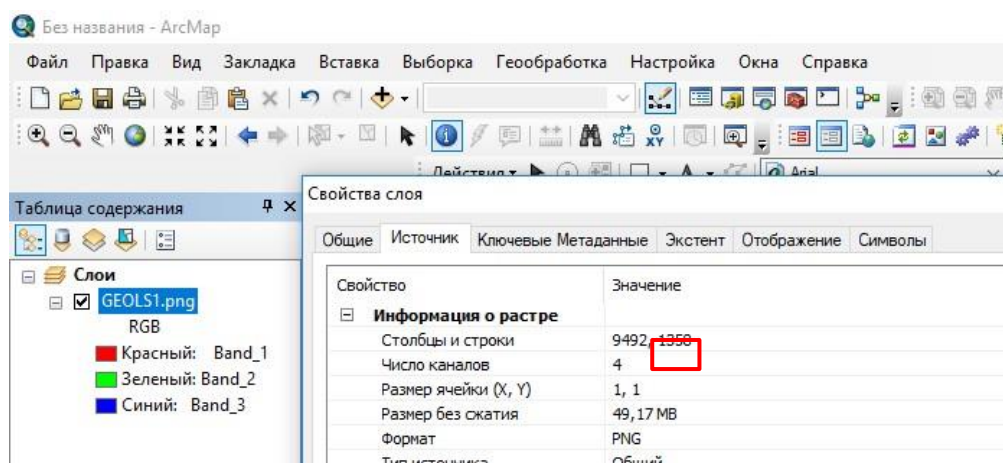 Без названия - ArcMap
Файл Правка Вид Закладка Вставка Выборка Геообработка Настройка Окна Справка
Действия Arial
Таблица содержания
Свойства слоя
Общие Источник Ключевые Метаданные Экстент Отображение Символы
Слои
GEOLS1.png
RGB
Красный: Band_1
Зеленый: Band_2
Синий: Band_3
Свойство Значение
Информация о растре
Столбцы и строки 9492, 1358
Число каналов 4
Размер ячейки (X, Y) 1, 1
Размер без сжатия 49,17 MB
Формат PNG
Тип источника Общий